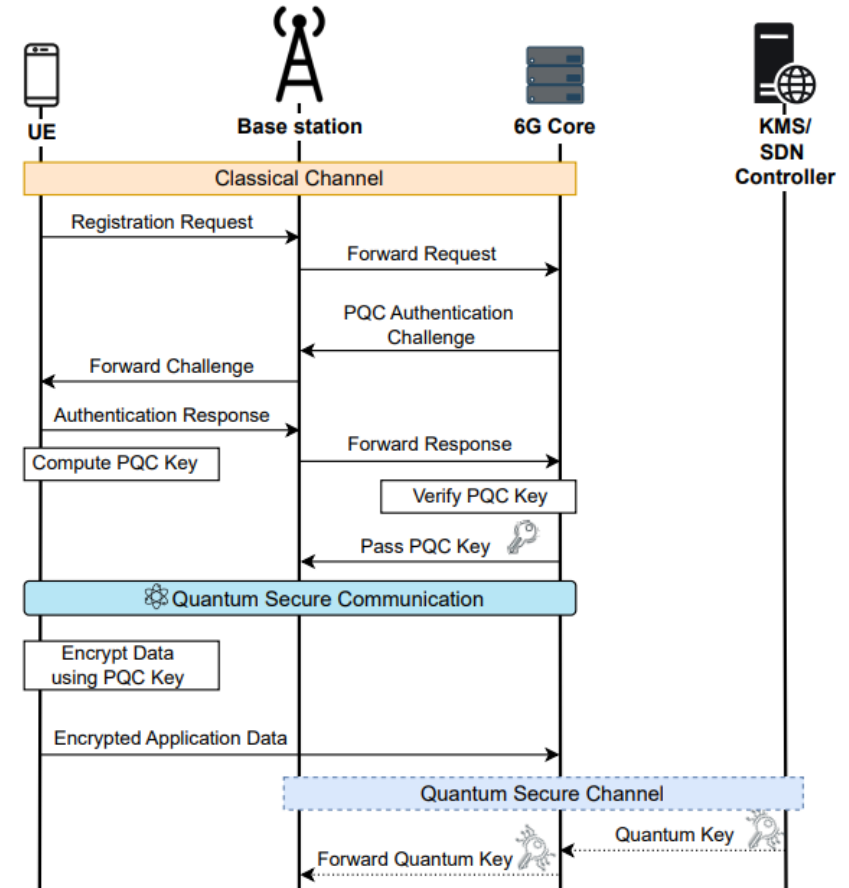 UE
Base station
6G Core
KMS/
SDN
Controller
Classical Channel
Registration Request
Forward Request
PQC Authentication
Challenge
Forward Challenge
Authentication Response
Forward Response
Compute PQC Key
Verify PQC Key
Pass PQC Key
Quantum Secure Communication
Encrypt Data
using PQC Key
Encrypted Application Data
Quantum Secure Channel
Quantum Key
Forward Quantum Key